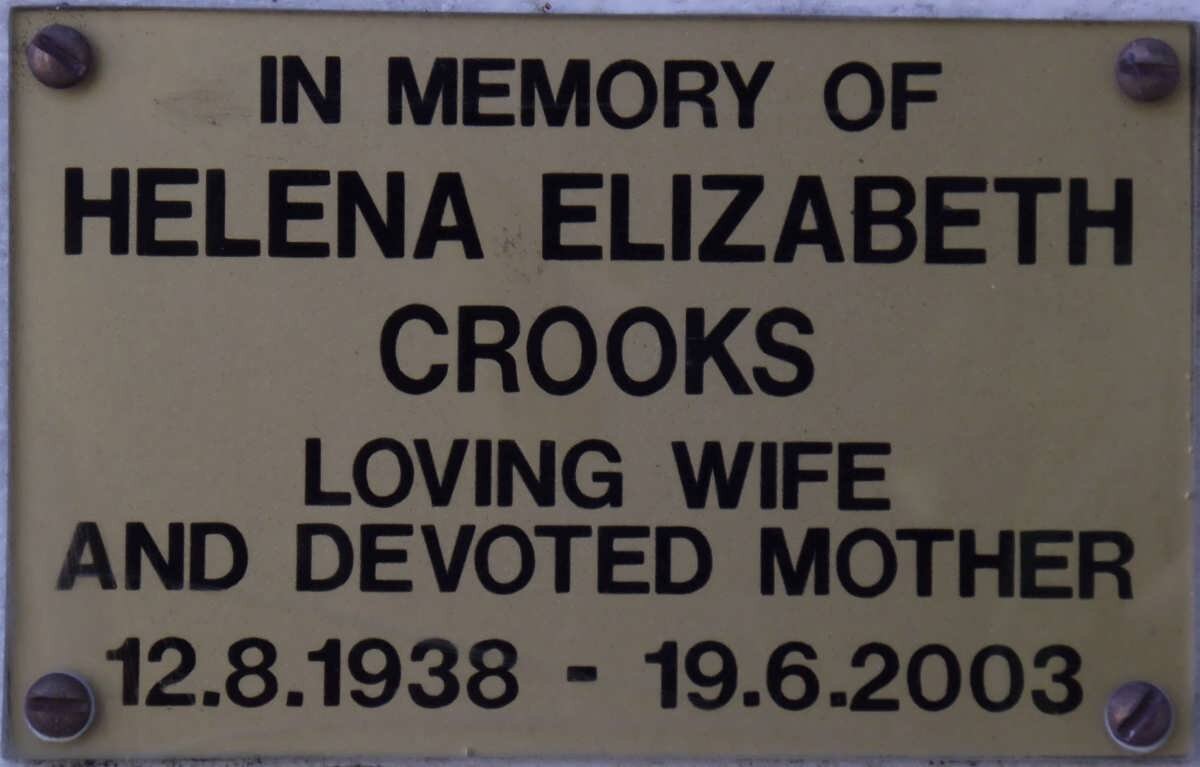 IN MEMORY OF
HELENA ELIZABETH
CROOKS
LOVING WIFE
AND DEVOTED MOTHER
12.8.1938 - 19.6.2003